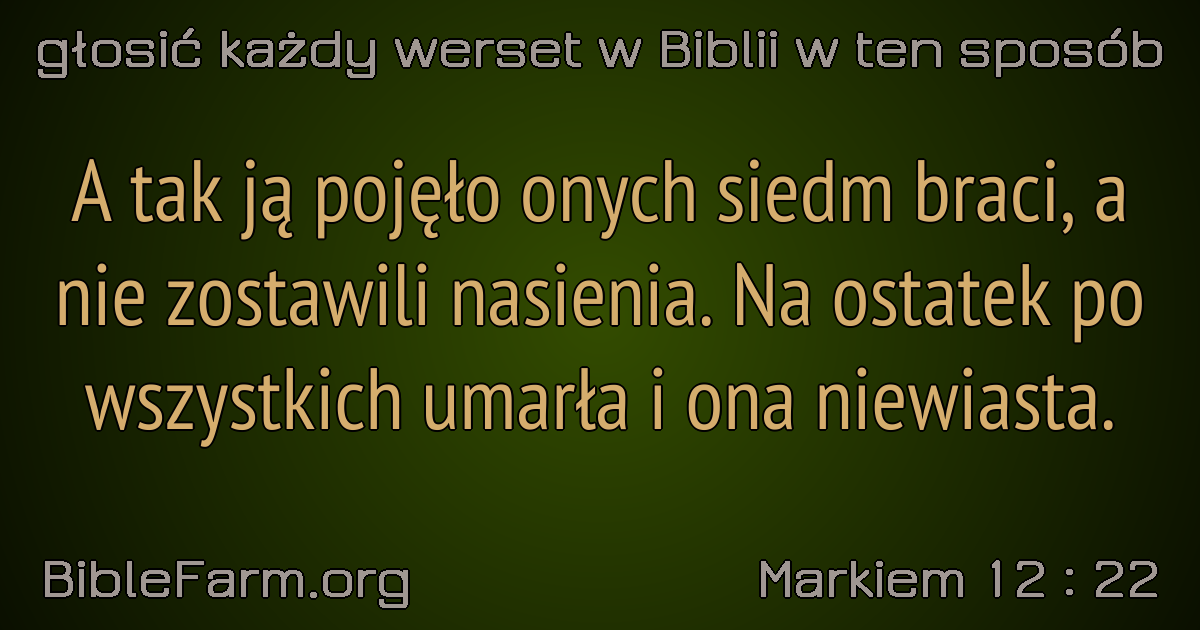 głosić każdy werset w Biblii w ten sposób
A tak ją pojęło onych siedm braci, a
nie zostawili nasienia. Na ostatek po
wszystkich umarła i ona niewiasta.
BibleFarm.org
Markiem 12 : 22